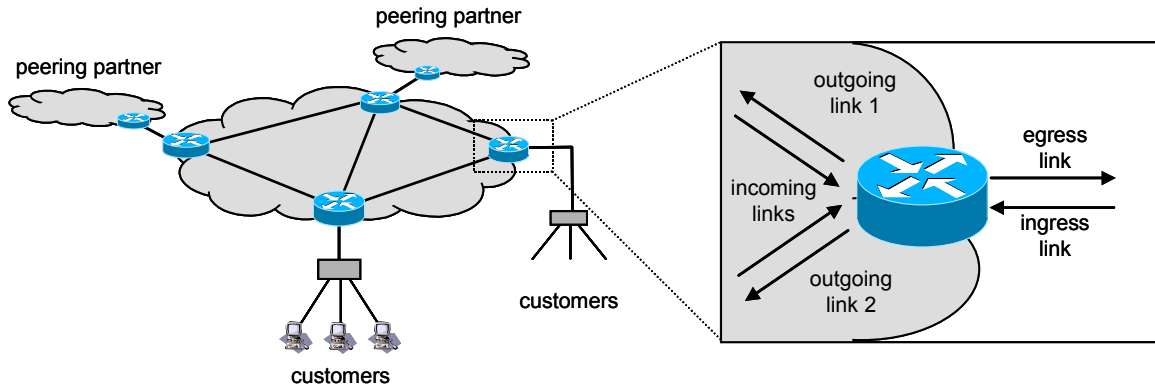 peering partner
peering partner
customers
customers
outgoing
link 1
incoming
links
outgoing
link 2
egress
link
ingress
link